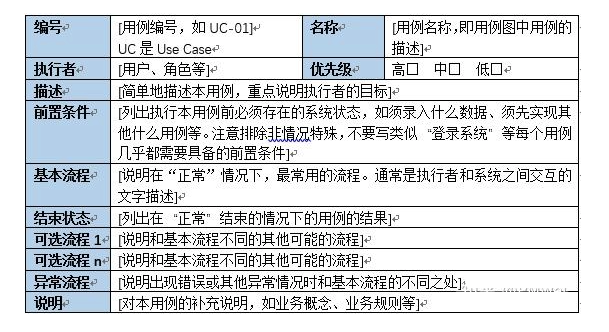 编号 [用例编号，如 UC-01] 名称 [用例名称，即用例图中用例的
UC 是 Use Case 描述]
执行者 [用户、角色等] 优先级 高□ 中□ 低□
描述 [简单地描述本用例，重点说明执行者的目标]
前置条件 [列出执行本用例前必须存在的系统状态，如须录入什么数据、须先实现其
他什么用例等。注意排除非情况特殊，不要写类似 “登录系统” 等每个用例
几乎都需要具备的前置条件]
基本流程 [说明在“正常”情况下，最常用的流程。通常是执行者和系统之间交互的
文字描述]
结束状态 [列出在 “正常” 结束的情况下的用例的结果]
可选流程 1 [说明和基本流程不同的其他可能的流程]
可选流程 n [说明和基本流程不同的其他可能的流程]
异常流程 [说明出现错误或其他异常情况时和基本流程的不同之处]
说明 [对本用例的补充说明，如业务概念、业务规则等]